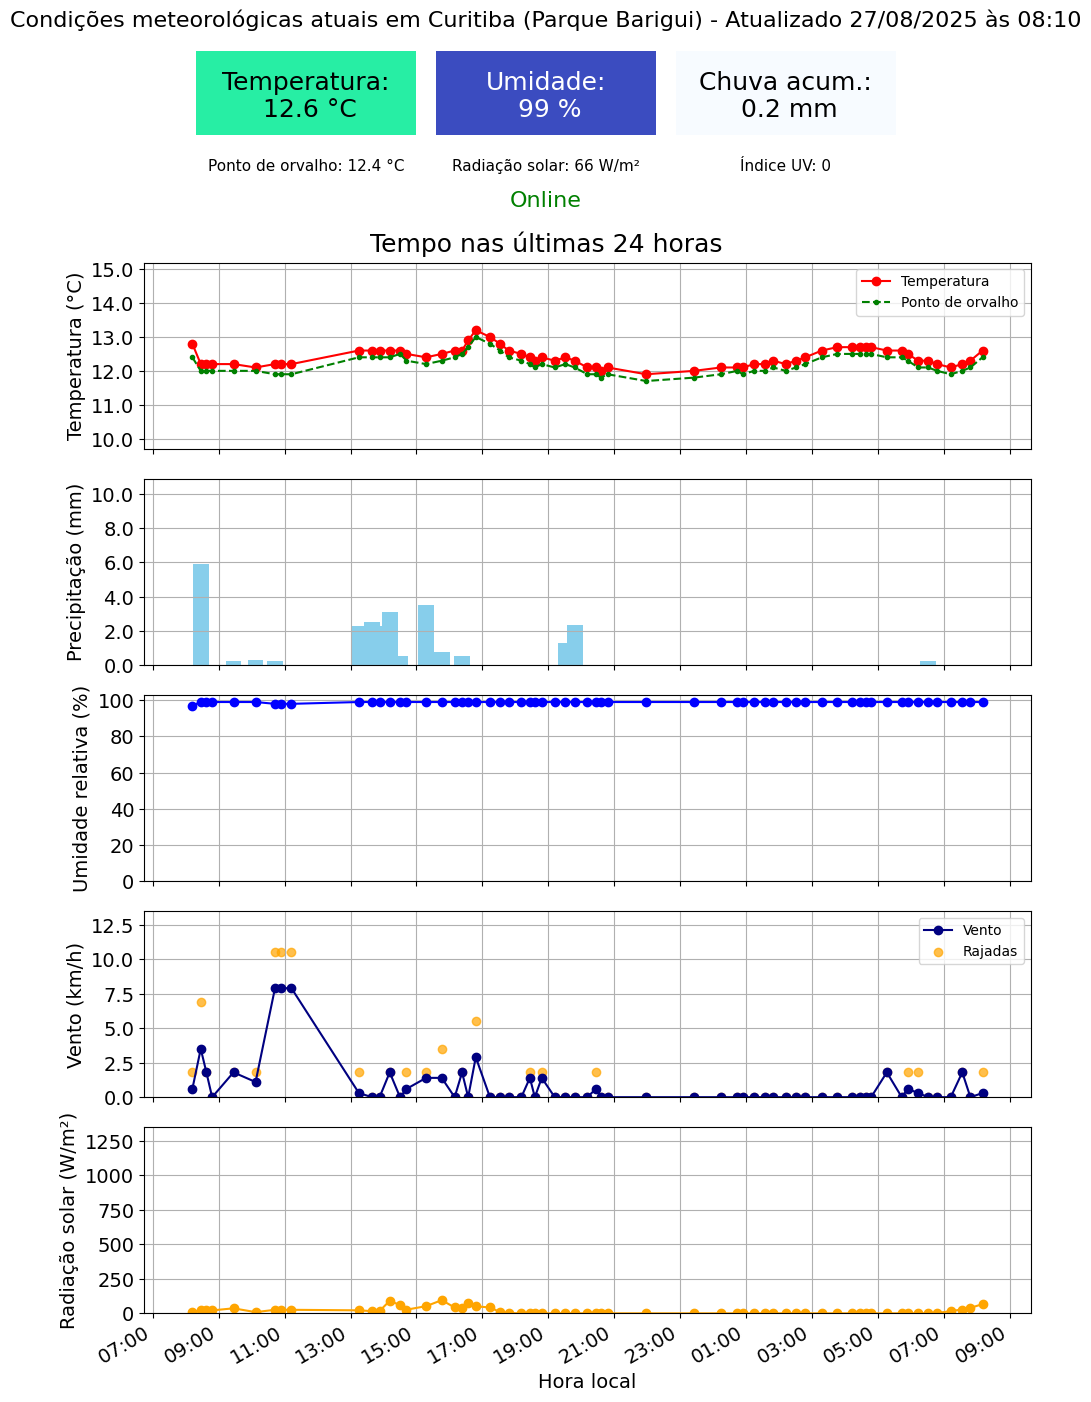 Condições meteorológicas atuais em Curitiba (Parque Barigui) - Atualizado 27/08/2025 às 08:10
Temperatura:
12.6 °C
Umidade:
99 %
Chuva acum.:
0.2 mm
Ponto de orvalho: 12.4 °C
Radiação solar: 66 W/m²
Índice UV: 0
Online
Tempo nas últimas 24 horas
Temperatura (°C)
15.0
14.0
13.0
12.0
11.0
10.0
Temperatura
Ponto de orvalho
Precipitação (mm)
10.0
8.0
6.0
4.0
2.0
0.0
Umidade relativa (%)
100
80
60
40
20
0
Vento (km/h)
12.5
10.0
7.5
5.0
2.5
0.0
Vento
Rajadas
Radiação solar (W/m²)
1250
1000
750
500
250
0
07:00
09:00
11:00
13:00
15:00
17:00
19:00
21:00
23:00
01:00
03:00
05:00
07:00
09:00
Hora local